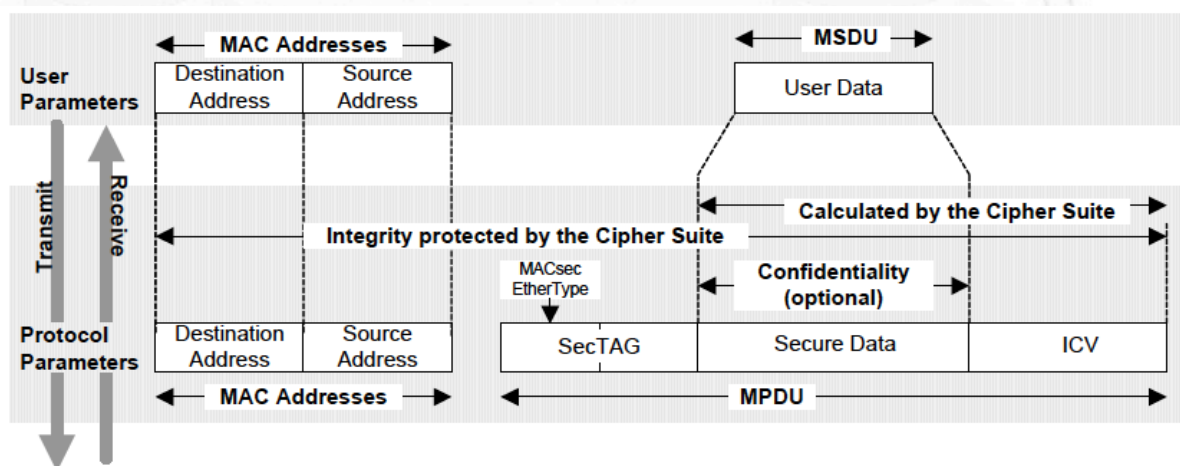 MAC Addresses
MSDU
User
Parameters
Destination
Address
Source
Address
User Data
Transmit
Receive
Calculated by the Cipher Suite
Integrity protected by the Cipher Suite
MACsec
EtherType
Confidentiality
(optional)
Protocol
Parameters
Destination
Address
Source
Address
SecTAG
Secure Data
ICV
MAC Addresses
MPDU